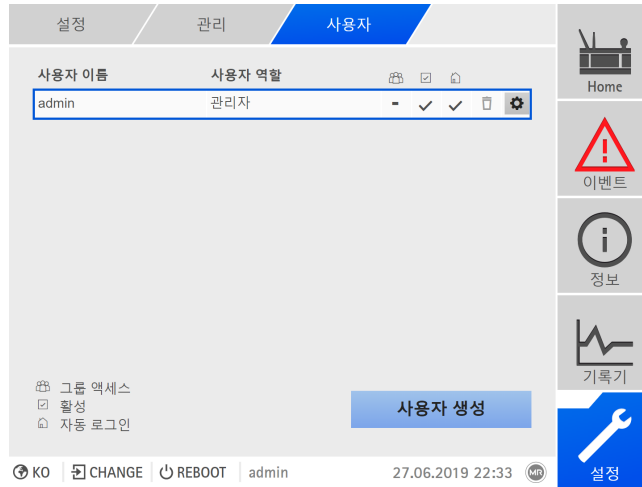 설정 관리 사용자
사용자 이름 사용자 역할
admin 관리자
그룹 액세스
활성
자동 로그인
사용자 생성
KO CHANGE REBOOT admin 27.06.2019 22:33 MR
Home
이벤트
정보
기록기
설정